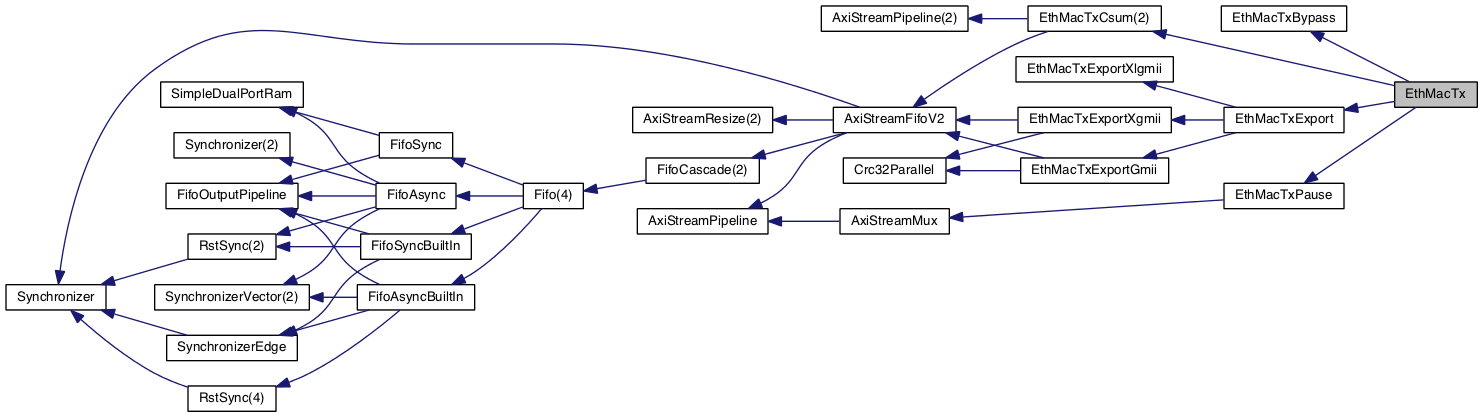 AxiStreamPipeline(2)
EthMacTxCsum(2)
EthMacTxBypass
EthMacTxExportXlgmii
SimpleDualPortRam
EthMacTx
AxiStreamResize(2)
AxiStreamFifoV2
EthMacTxExportXgmii
EthMacTxExport
Synchronizer(2)
FifoSync
FifoCascade(2)
Crc32Parallel
EthMacTxExportGmii
FifoOutputPipeline
FifoAsync
Fifo(4)
EthMacTxPause
AxiStreamPipeline
AxiStreamMux
RstSync(2)
FifoSyncBuiltIn
Synchronizer
SynchronizerVector(2)
FifoAsyncBuiltIn
SynchronizerEdge
RstSync(4)